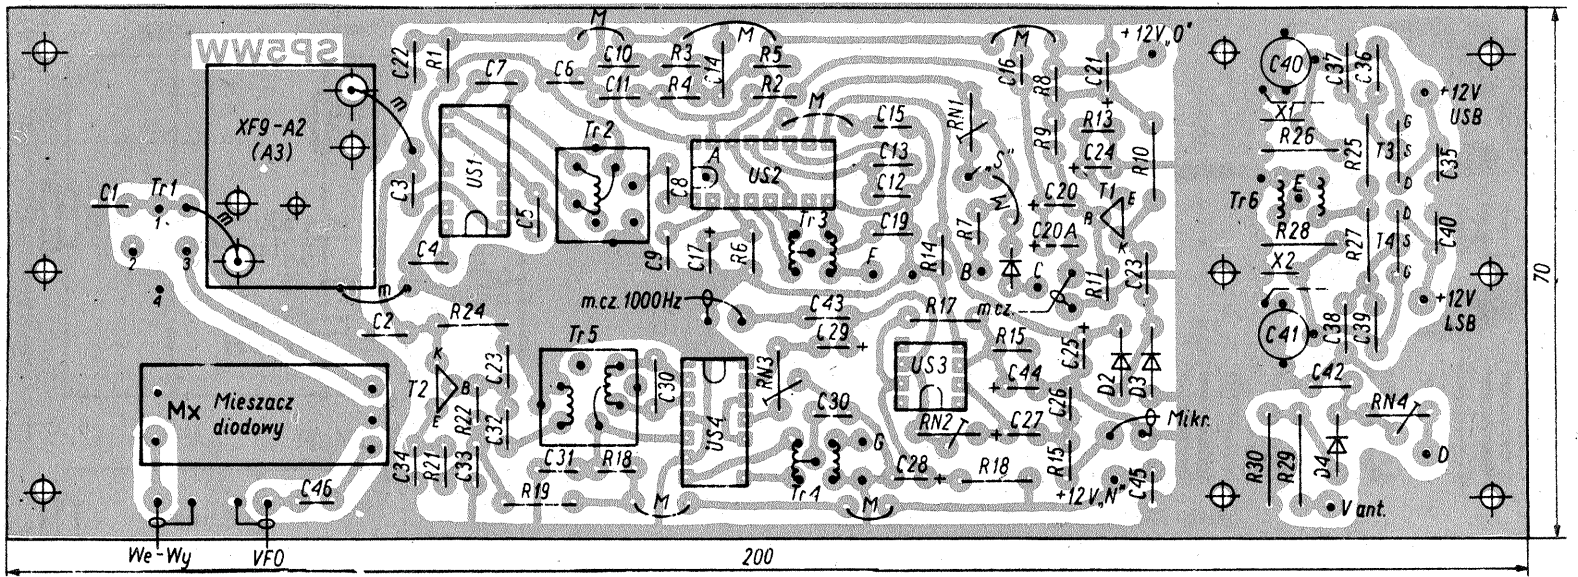 SP5WW
C22
R1
C7
C6
M
C10
C11
R3
R4
C14
M
R5
R2
M
C16
R8
C21
+12V„O"
XF9-A2
(A3)
m
US1
C3
C5
C4
Tr2
C8
A
US2
M
C15
C13
C12
C19
RN1
„S"
M
R9
R13
+ C24
R10
+ C20
T1
E
B
K
+ C20A
R7
C1
Tr1
1
2
3
4
m
m
C9
C17
+
R6
Tr3
F
R14
B
C
R11
C23
m.cz. 1000Hz
m.cz.
C2
R24
C43
C29 +
R17
R15
C25
+
D2
D3
Tr5
K
T2
B
E
C23
R22
C32
C30
US4
RN3
C30
US3
+ C44
RN2
+ C27
C26
R15
Mikr.
Mx Mieszacz
diodowy
C34
R21
C33
C31
R18
R19
M
Tr4
G
M
C28 +
R18
+12V„N"
C45
C46
We-Wy
VFO
C40
C37
C36
+12V
USB
X1
R26
R25
G
T3 S
D
C35
Tr6
E
R28
X2
R27
D
T4 S
G
C40
+12V
LSB
C41
C38
C39
C42
RN4
R30
R29
D4
D
V ant.
200
70